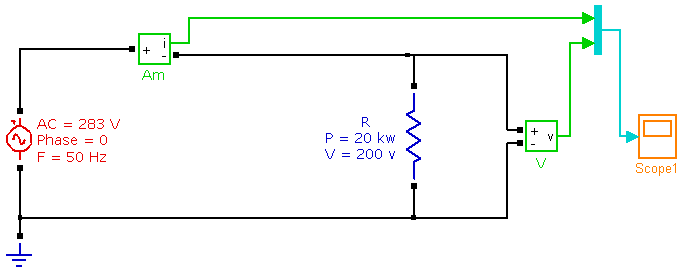 i
+ -
Am
AC = 283 V
Phase = 0
F = 50 Hz
R
P = 20 kw
V = 200 v
+
-
v
V
Scope1